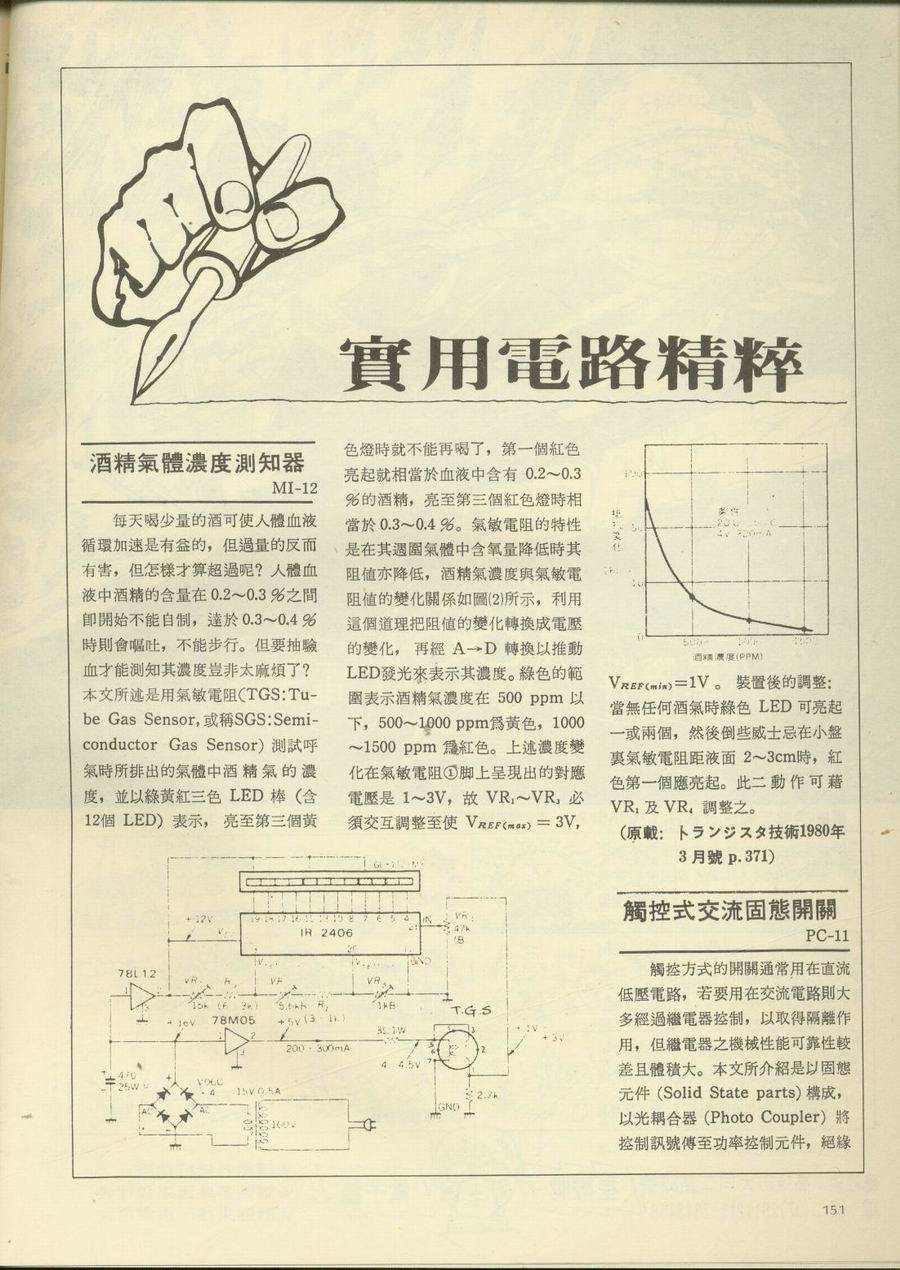 實用電路精粹
酒精氣體濃度測知器
MI-12
每天喝少量的酒可使人體血液
循環加速是有益的，但過量的反而
有害，但怎樣才算超過呢？人體血
液中酒精的含量在 0.2～0.3 %之間
即開始不能自制，達於 0.3～0.4 %
時則會嘔吐，不能步行。但要抽驗
血才能測知其濃度豈非太麻煩了？
本文所述是用氣敏電阻(TGS:Tu-
be Gas Sensor,或稱SGS:Semi-
conductor Gas Sensor) 測試呼
氣時所排出的氣體中酒精氣的濃
度，並以綠黃紅三色 LED 棒（含
12個 LED）表示，亮至第三個黃
色燈時就不能再喝了，第一個紅色
亮起就相當於血液中含有 0.2～0.3
%的酒精，亮至第三個紅色燈時相
當於 0.3～0.4 %。氣敏電阻的特性
是在其週圍氣體中含氧量降低時其
阻值亦降低，酒精氣濃度與氣敏電
阻值的變化關係如圖(2)所示，利用
這個道理把阻值的變化轉換成電壓
的變化，再經 A→D 轉換以推動
LED發光來表示其濃度。綠色的範
圍表示酒精氣濃度在 500 ppm 以
下，500～1000 ppm爲黃色，1000
～1500 ppm 爲紅色。上述濃度變
化在氣敏電阻①脚上呈現出的對應
電壓是 1～3V，故 VR₁～VR₃ 必
須交互調整至使 VREF(max) = 3V，
酒精濃度(PPM)
VREF(min)=1V 。裝置後的調整：
當無任何酒氣時綠色 LED 可亮起
一或兩個，然後倒些威士忌在小盤
裏氣敏電阻距液面 2～3cm時，紅
色第一個應亮起。此二動作可藉
VR₁ 及 VR₄ 調整之。
（原載：トランジスタ技術1980年
3 月號 p.371）
+12V
IR 2406
IN
47k
(B
GND
78L12
78M05
+5V
200~300mA
3Ω1W
T.G.S
4~4.5V
+1V
+3V
2.7k
GND
470
25WV
15V 0.5A
AC
AC
100V
觸控式交流固態開關
PC-11
觸控方式的開關通常用在直流
低壓電路，若要用在交流電路則大
多經過繼電器控制，以取得隔離作
用，但繼電器之機械性能可靠性較
差且體積大。本文所介紹是以固態
元件 (Solid State parts) 構成，
以光耦合器 (Photo Coupler) 將
控制訊號傳至功率控制元件，絕緣
151